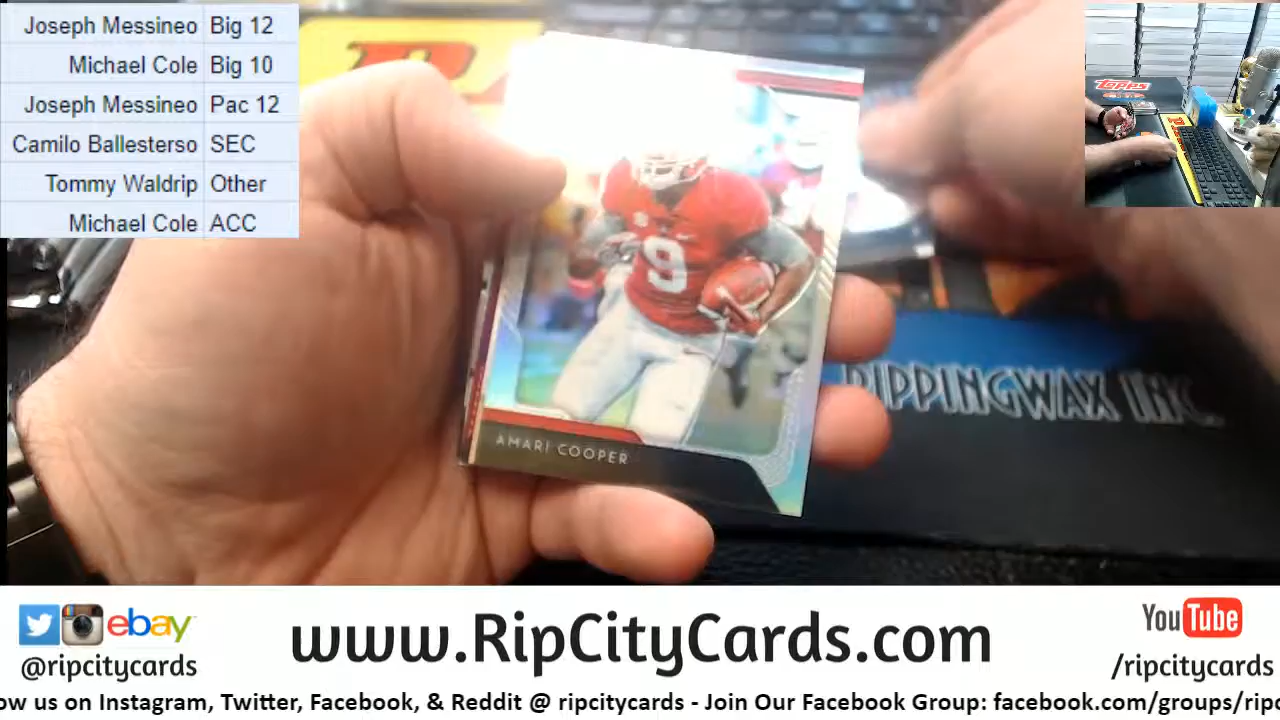 Joseph Messineo Big 12
Michael Cole Big 10
Joseph Messineo Pac 12
Camilo Ballesterso SEC
Tommy Waldrip Other
Michael Cole ACC
Topps
9
AMARI COOPER
RIPPINGWAX INC.
ebay
@ripcitycards
www.RipCityCards.com
YouTube
/ripcitycards
ow us on Instagram, Twitter, Facebook, & Reddit @ ripcitycards - Join Our Facebook Group: facebook.com/groups/ripc